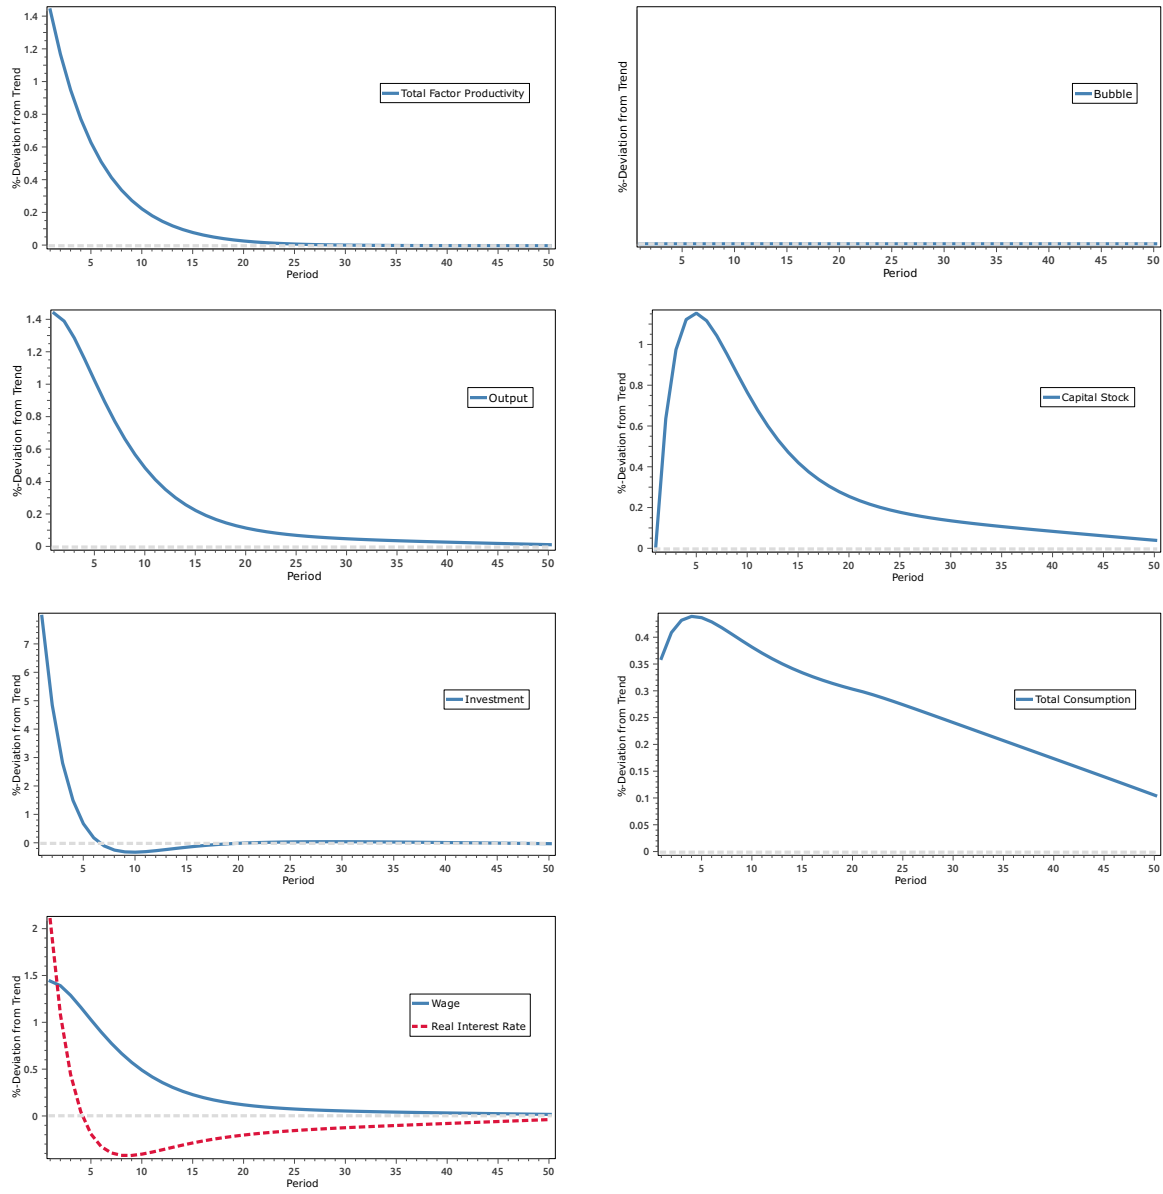 %-Deviation from Trend
1.4
1.2
1
0.8
0.6
0.4
0.2
0
Total Factor Productivity
5 10 15 20 25 30 35 40 45 50
Period
%-Deviation from Trend
Bubble
5 10 15 20 25 30 35 40 45 50
Period
%-Deviation from Trend
1.4
1.2
1
0.8
0.6
0.4
0.2
0
Output
5 10 15 20 25 30 35 40 45 50
Period
%-Deviation from Trend
1
0.8
0.6
0.4
0.2
0
Capital Stock
5 10 15 20 25 30 35 40 45 50
Period
%-Deviation from Trend
7
6
5
4
3
2
1
0
Investment
5 10 15 20 25 30 35 40 45 50
Period
%-Deviation from Trend
0.4
0.35
0.3
0.25
0.2
0.15
0.1
0.05
0
Total Consumption
5 10 15 20 25 30 35 40 45 50
Period
%-Deviation from Trend
2
1.5
1
0.5
0
Wage
Real Interest Rate
5 10 15 20 25 30 35 40 45 50
Period